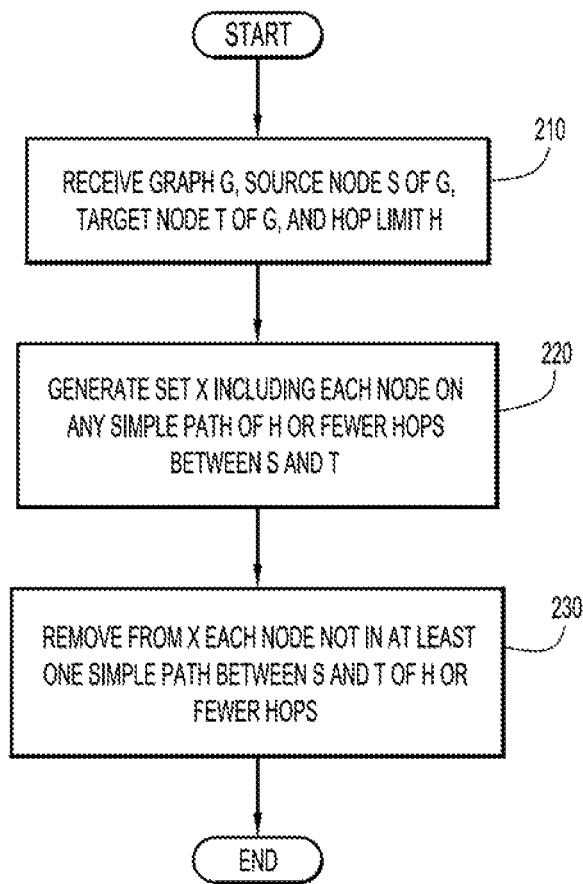 START
210
RECEIVE GRAPH G, SOURCE NODE S OF G,
TARGET NODE T OF G, AND HOP LIMIT H
220
GENERATE SET X INCLUDING EACH NODE ON
ANY SIMPLE PATH OF H OR FEWER HOPS
BETWEEN S AND T
230
REMOVE FROM X EACH NODE NOT IN AT LEAST
ONE SIMPLE PATH BETWEEN S AND T OF H OR
FEWER HOPS
END